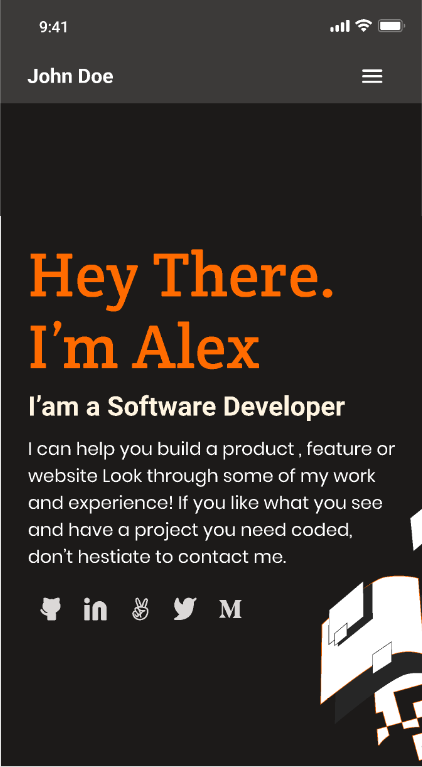 9:41
John Doe
Hey There.
I’m Alex
I’am a Software Developer
I can help you build a product , feature or
website Look through some of my work
and experience! If you like what you see
and have a project you need coded,
don’t hestiate to contact me.